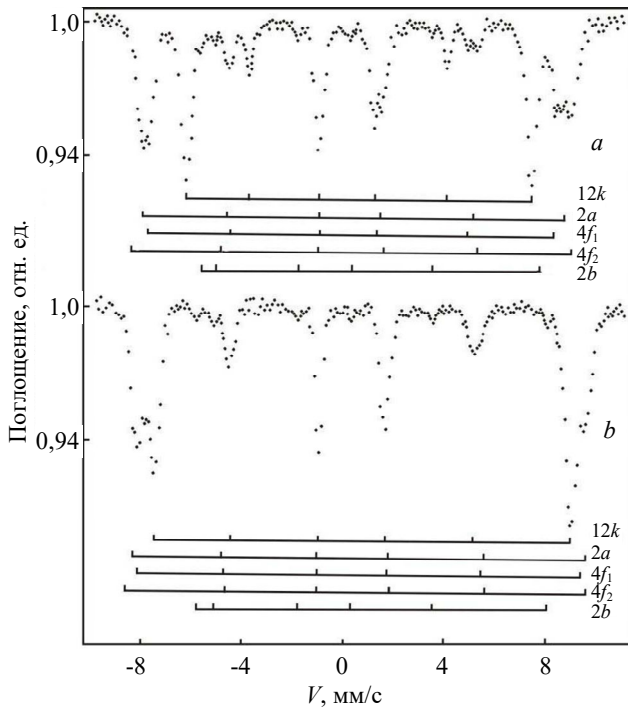 1,0
0,94
a
12k
2a
4f₁
4f₂
2b
1,0
0,94
b
12k
2a
4f₁
4f₂
2b
Поглощение, отн. ед.
-8 -4 0 4 8
V, мм/с